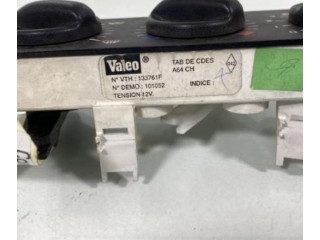 Valeo
TAB DE CDES
A64 CH
N° VTH : 133761F
N° DEMO : 101052
INDICE :
TENSION 12V.